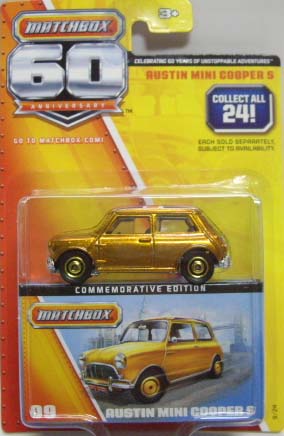 MATCHBOX
3+
60
ANNIVERSARY
TM
CELEBRATING 60 YEARS OF UNSTOPPABLE ADVENTURES
AUSTIN MINI COOPER S
COLLECT ALL
24!
GO TO MATCHBOX.COM!
EACH SOLD SEPARATELY,
SUBJECT TO AVAILABILITY.
COMMEMORATIVE EDITION
MATCHBOX
AUSTIN MINI COOPER S